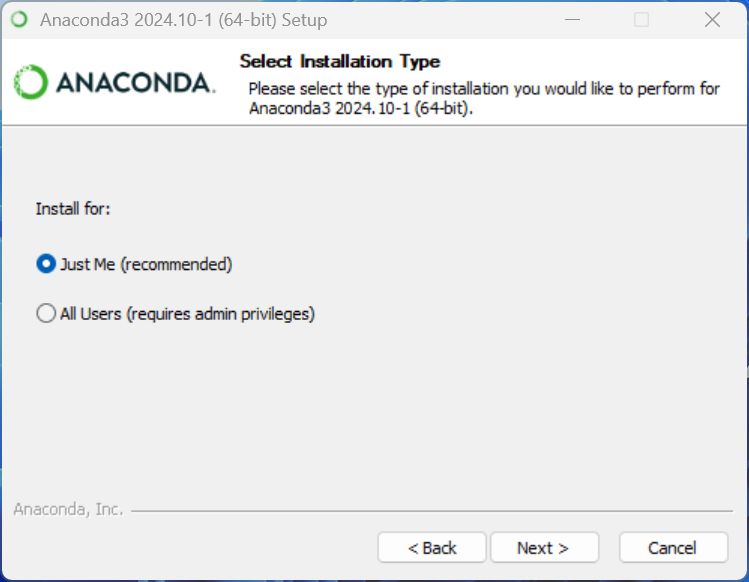 Anaconda3 2024.10-1 (64-bit) Setup
ANACONDA.
Select Installation Type
Please select the type of installation you would like to perform for
Anaconda3 2024.10-1 (64-bit).
Install for:
Just Me (recommended)
All Users (requires admin privileges)
Anaconda, Inc.
< Back
Next >
Cancel